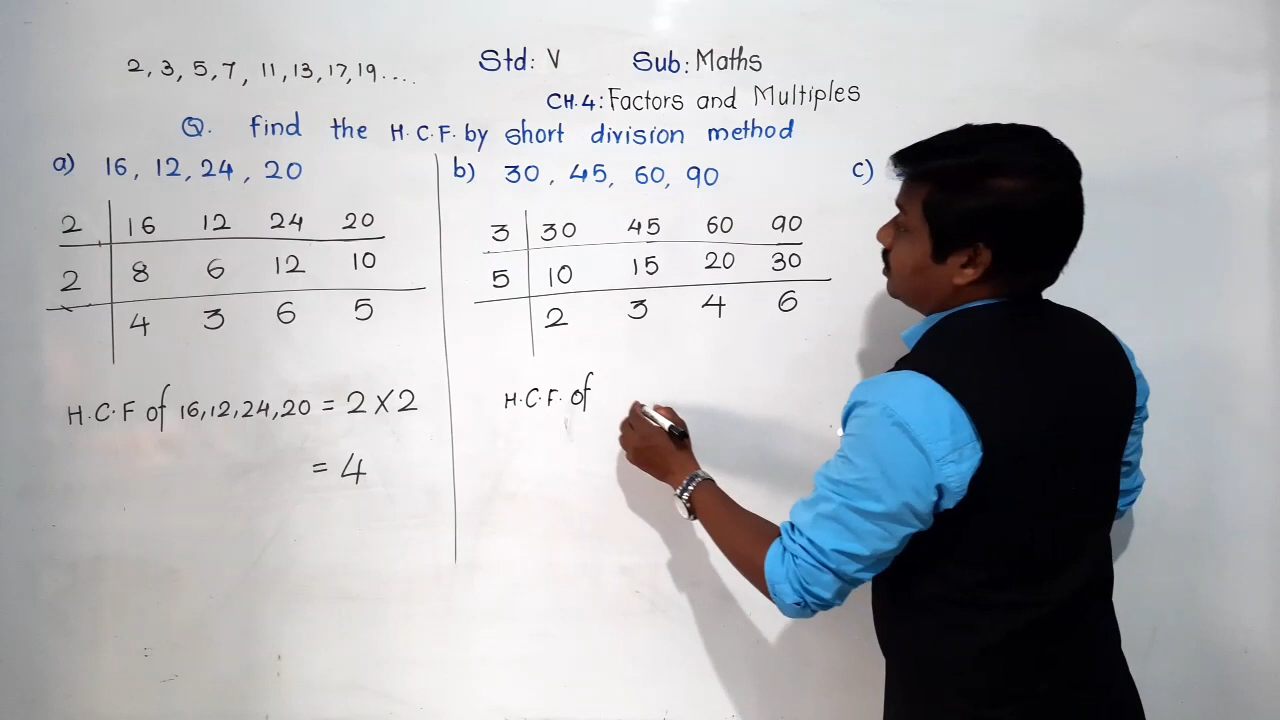 2, 3, 5, 7, 11, 13, 17, 19....
Std: V Sub: Maths
CH.4: Factors and Multiples
Q. find the H.C.F. by short division method
a) 16, 12, 24, 20
2 16 12 24 20
2 8 6 12 10
4 3 6 5
H.C.F of 16,12,24,20 = 2 X 2
= 4
b) 30, 45, 60, 90
3 30 45 60 90
5 10 15 20 30
2 3 4 6
H.C.F. of
c)